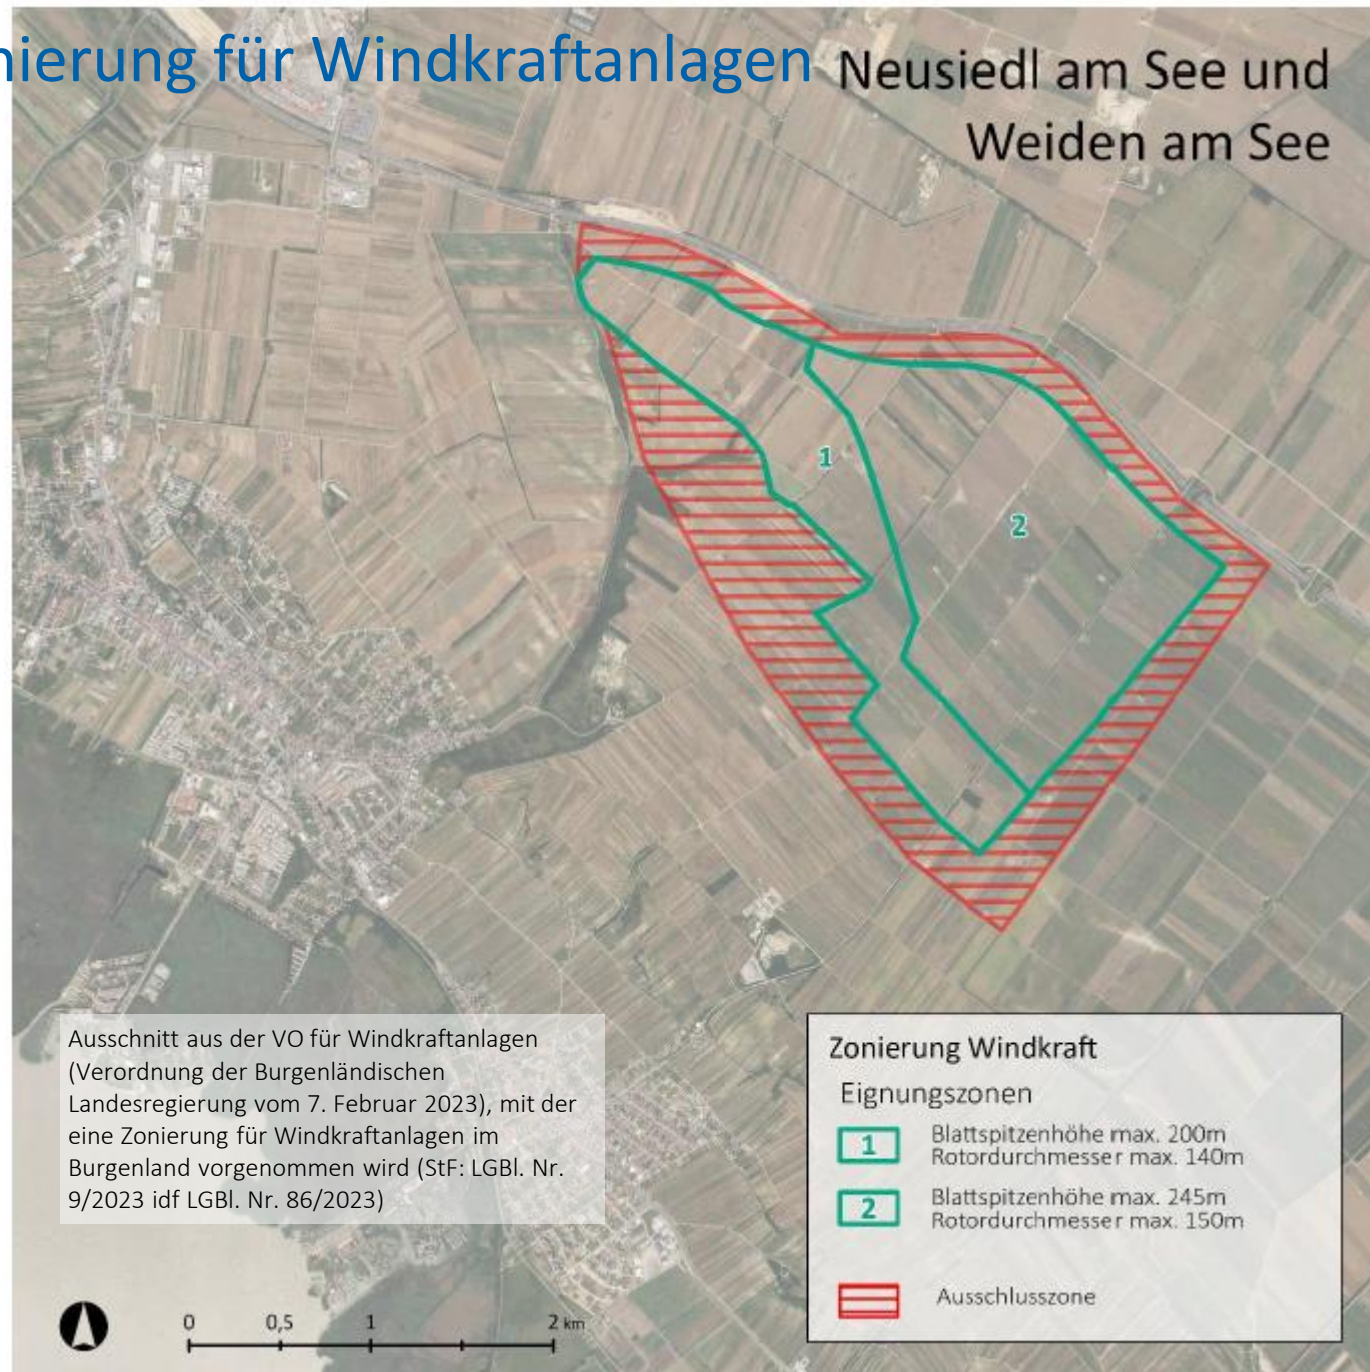 nierung für Windkraftanlagen
Neusiedl am See und
Weiden am See
1
2
Ausschnitt aus der VO für Windkraftanlagen
(Verordnung der Burgenländischen
Landesregierung vom 7. Februar 2023), mit der
eine Zonierung für Windkraftanlagen im
Burgenland vorgenommen wird (StF: LGBl. Nr.
9/2023 idf LGBl. Nr. 86/2023)
Zonierung Windkraft
Eignungszonen
1 Blattspitzenhöhe max. 200m
Rotordurchmesser max. 140m
2 Blattspitzenhöhe max. 245m
Rotordurchmesser max. 150m
Ausschlusszone
0 0,5 1 2 km